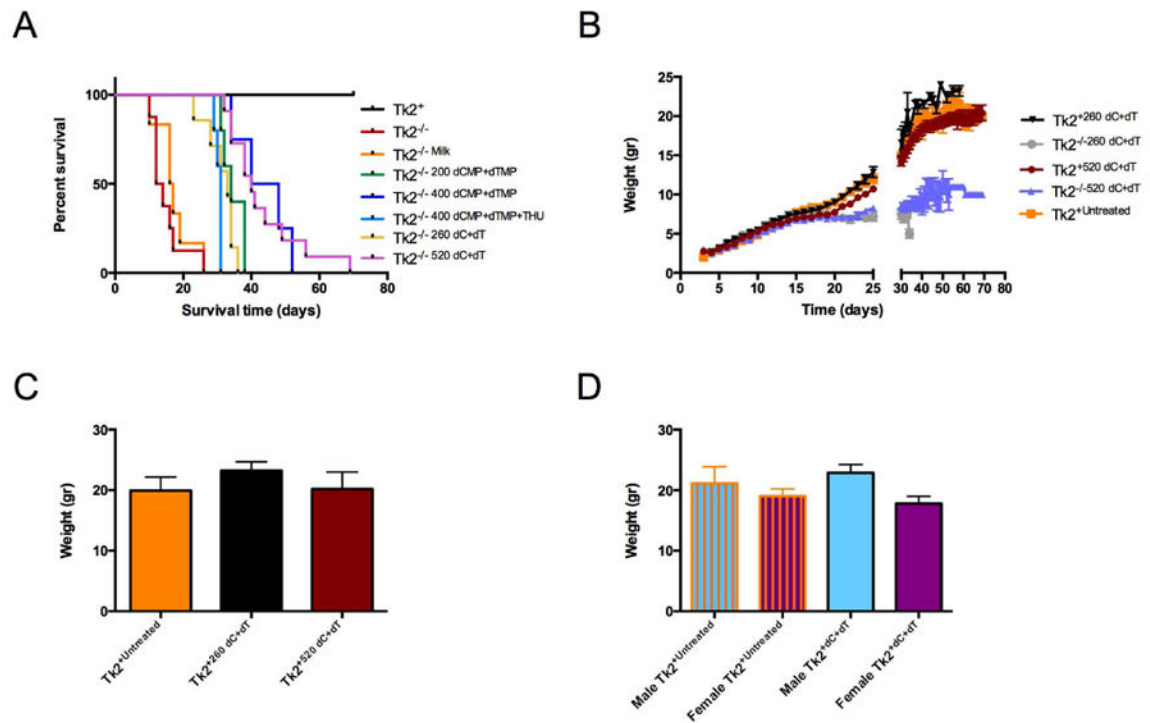 A
B
Percent survival
100
50
0
0 20 40 60 80
Survival time (days)
Tk2+
Tk2-/-
Tk2-/- Milk
Tk2-/- 200 dCMP+dTMP
Tk2-/- 400 dCMP+dTMP
Tk2-/- 400 dCMP+dTMP+THU
Tk2-/- 260 dC+dT
Tk2-/- 520 dC+dT
Weight (gr)
25
20
15
10
5
0
0 5 10 15 20 25 30 40 50 60 70 80
Time (days)
Tk2+260 dC+dT
Tk2-/-260 dC+dT
Tk2+520 dC+dT
Tk2-/-520 dC+dT
Tk2+Untreated
C
D
Weight (gr)
30
20
10
0
Tk2+Untreated
Tk2+260 dC+dT
Tk2+520 dC+dT
Weight (gr)
30
20
10
0
Male Tk2+Untreated
Female Tk2+Untreated
Male Tk2+dC+dT
Female Tk2+dC+dT